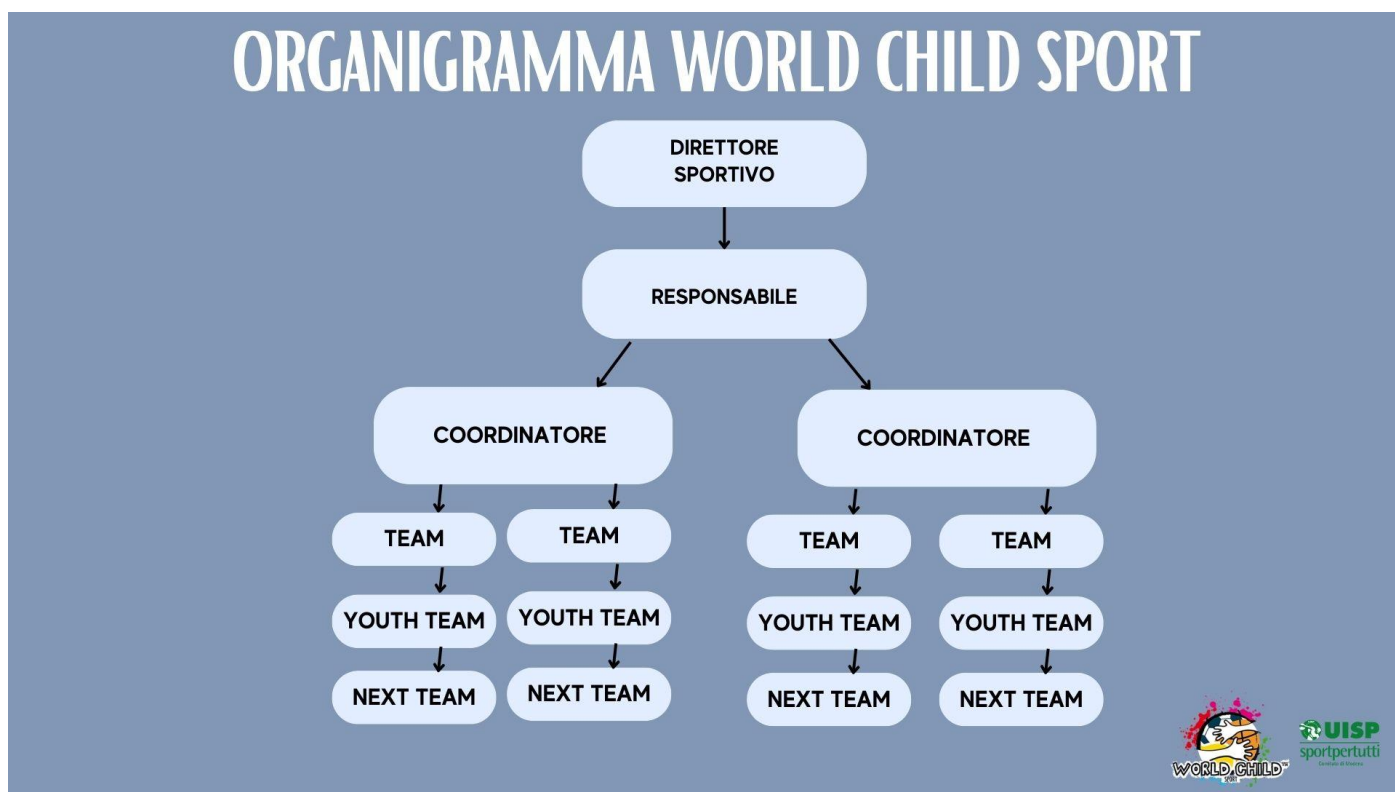 ORGANIGRAMMA WORLD CHILD SPORT
DIRETTORE
SPORTIVO
RESPONSABILE
COORDINATORE
COORDINATORE
TEAM
TEAM
TEAM
TEAM
YOUTH TEAM
YOUTH TEAM
YOUTH TEAM
YOUTH TEAM
NEXT TEAM
NEXT TEAM
NEXT TEAM
NEXT TEAM
WORLD CHILD
SPORT
UISP
sportpertutti